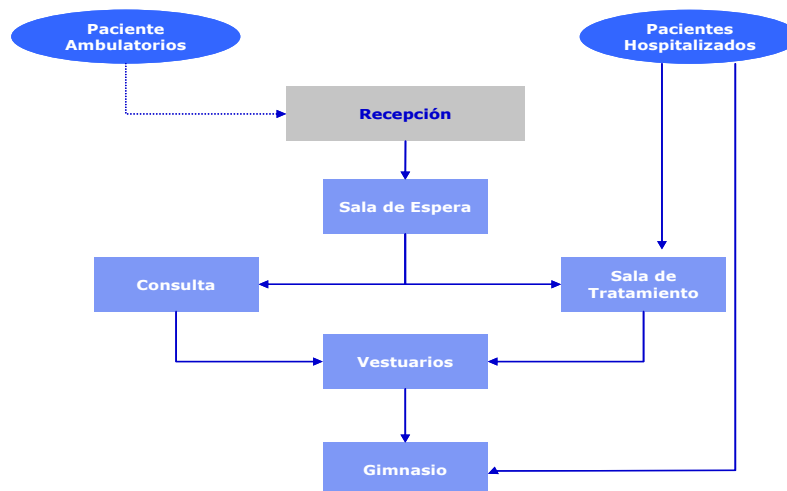 Paciente
Ambulatorios
Pacientes
Hospitalizados
Recepción
Sala de Espera
Consulta
Sala de
Tratamiento
Vestuarios
Gimnasio